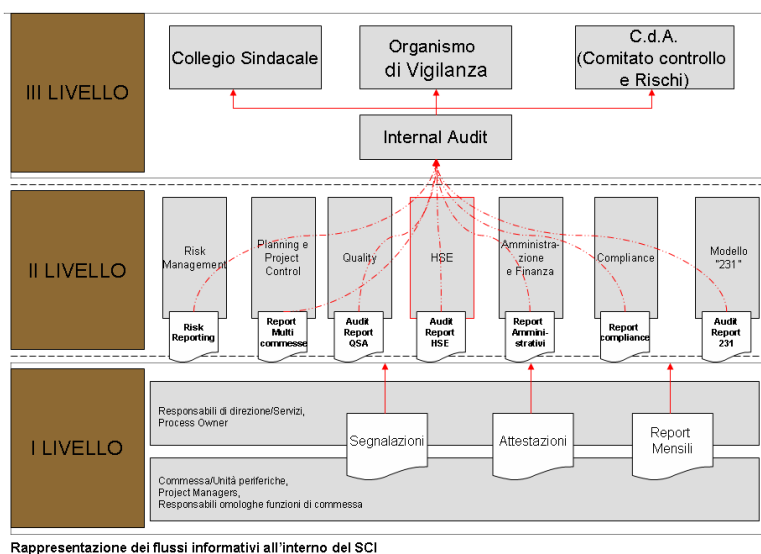 III LIVELLO
Collegio Sindacale
Organismo
di Vigilanza
C.d.A.
(Comitato controllo
e Rischi)
Internal Audit
II LIVELLO
Risk
Management
Planning e
Project
Control
Quality
HSE
Amministra-
zione
e Finanza
Compliance
Modello
"231"
Risk
Reporting
Report
Multi
commesse
Audit
Report
QSA
Audit
Report
HSE
Report
Ammini-
strativi
Report
compliance
Audit
Report
231
I LIVELLO
Responsabili di direzione/Servizi,
Process Owner
Segnalazioni
Attestazioni
Report
Mensili
Commessa/Unità periferiche,
Project Managers,
Responsabili omologhe funzioni di commessa
Rappresentazione dei flussi informativi all'interno del SCI